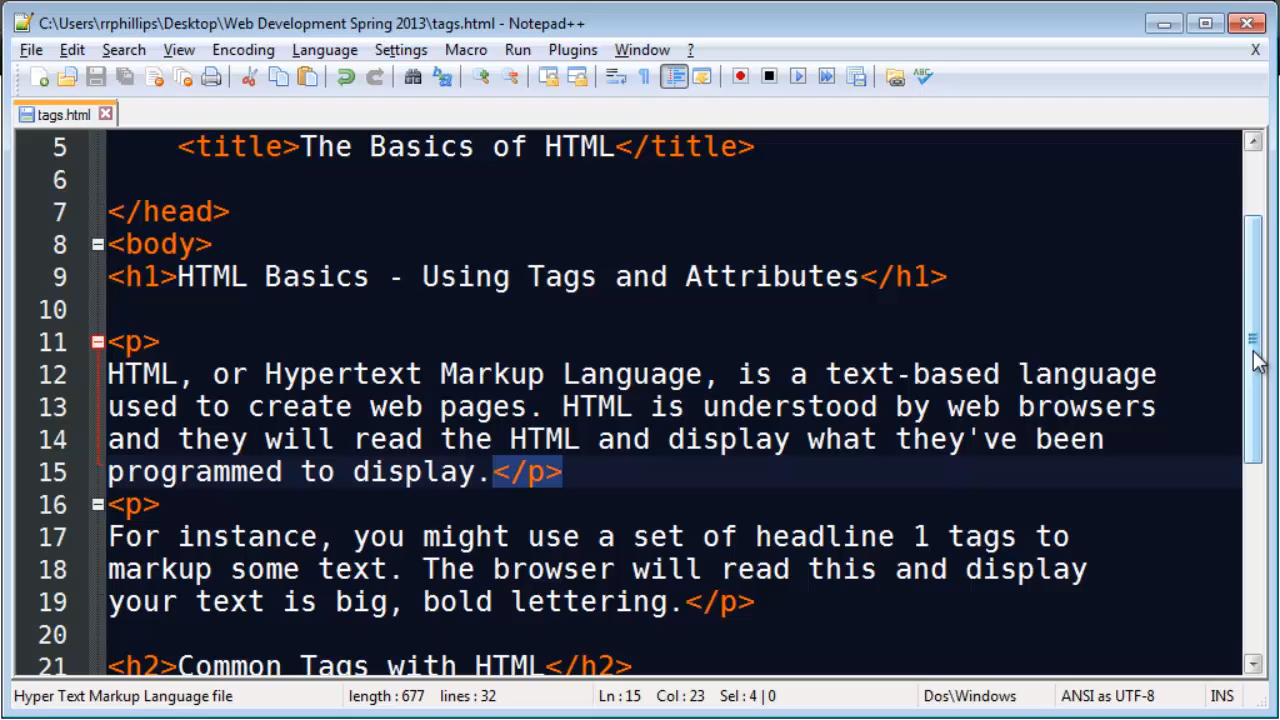 C:\Users\rrphillips\Desktop\Web Development Spring 2013\tags.html - Notepad++
File Edit Search View Encoding Language Settings Macro Run Plugins Window ? X
tags.html
5 <title>The Basics of HTML</title>
6
7 </head>
8 <body>
9 <h1>HTML Basics - Using Tags and Attributes</h1>
10
11 <p>
12 HTML, or Hypertext Markup Language, is a text-based language
13 used to create web pages. HTML is understood by web browsers
14 and they will read the HTML and display what they've been
15 programmed to display.</p>
16 <p>
17 For instance, you might use a set of headline 1 tags to
18 markup some text. The browser will read this and display
19 your text is big, bold lettering.</p>
20
21 <h2>Common Tags with HTML</h2>
Hyper Text Markup Language file length : 677 lines : 32 Ln : 15 Col : 23 Sel : 4 | 0 Dos\Windows ANSI as UTF-8 INS